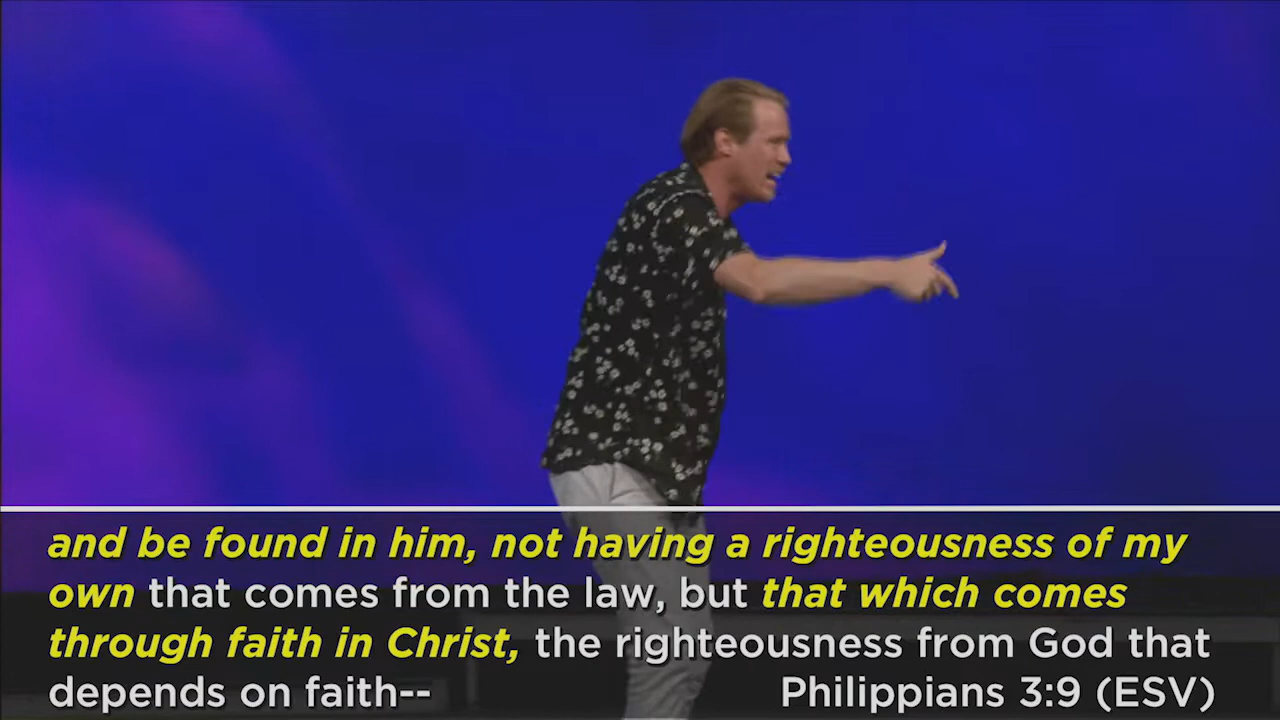 and be found in him, not having a righteousness of my
own that comes from the law, but that which comes
through faith in Christ, the righteousness from God that
depends on faith-- Philippians 3:9 (ESV)